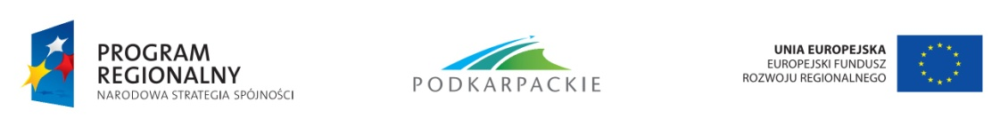 PROGRAM
REGIONALNY
NARODOWA STRATEGIA SPÓJNOŚCI
PODKARPACKIE
UNIA EUROPEJSKA
EUROPEJSKI FUNDUSZ
ROZWOJU REGIONALNEGO